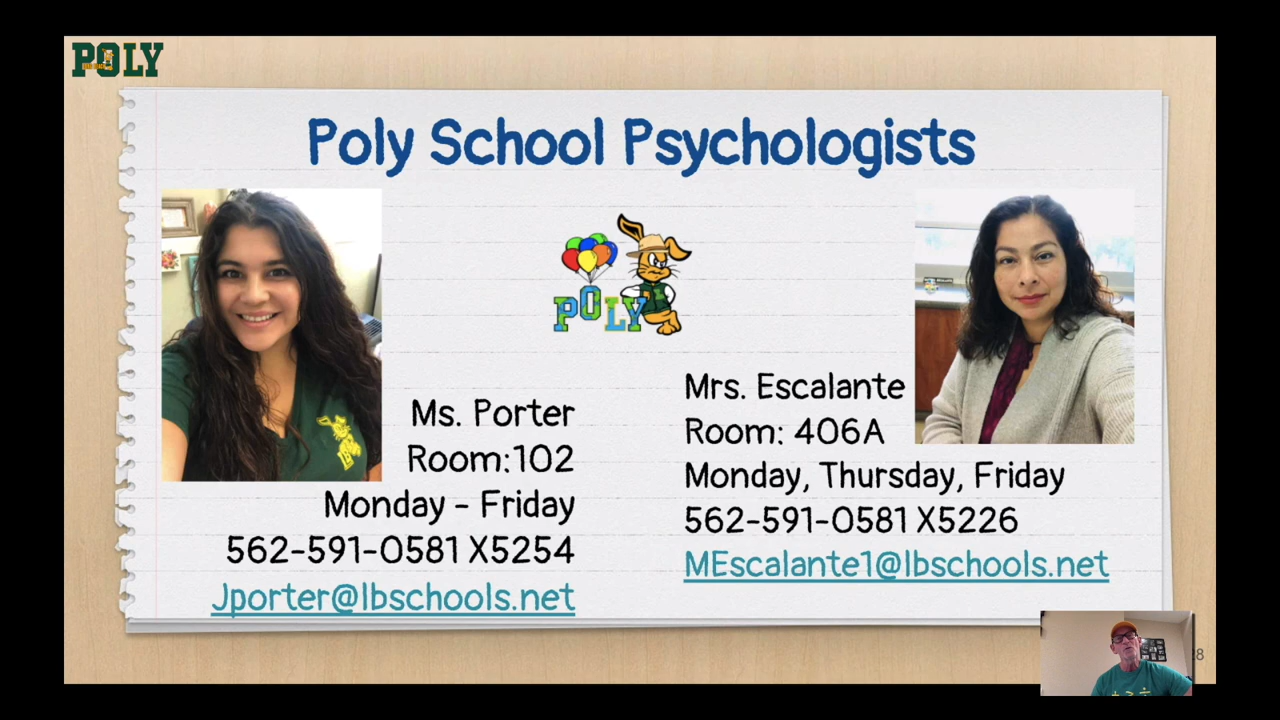 POLY
Poly School Psychologists
POLY
Ms. Porter
Room:102
Monday - Friday
562-591-0581 X5254
Jporter@lbschools.net
Mrs. Escalante
Room: 406A
Monday, Thursday, Friday
562-591-0581 X5226
MEscalante1@lbschools.net